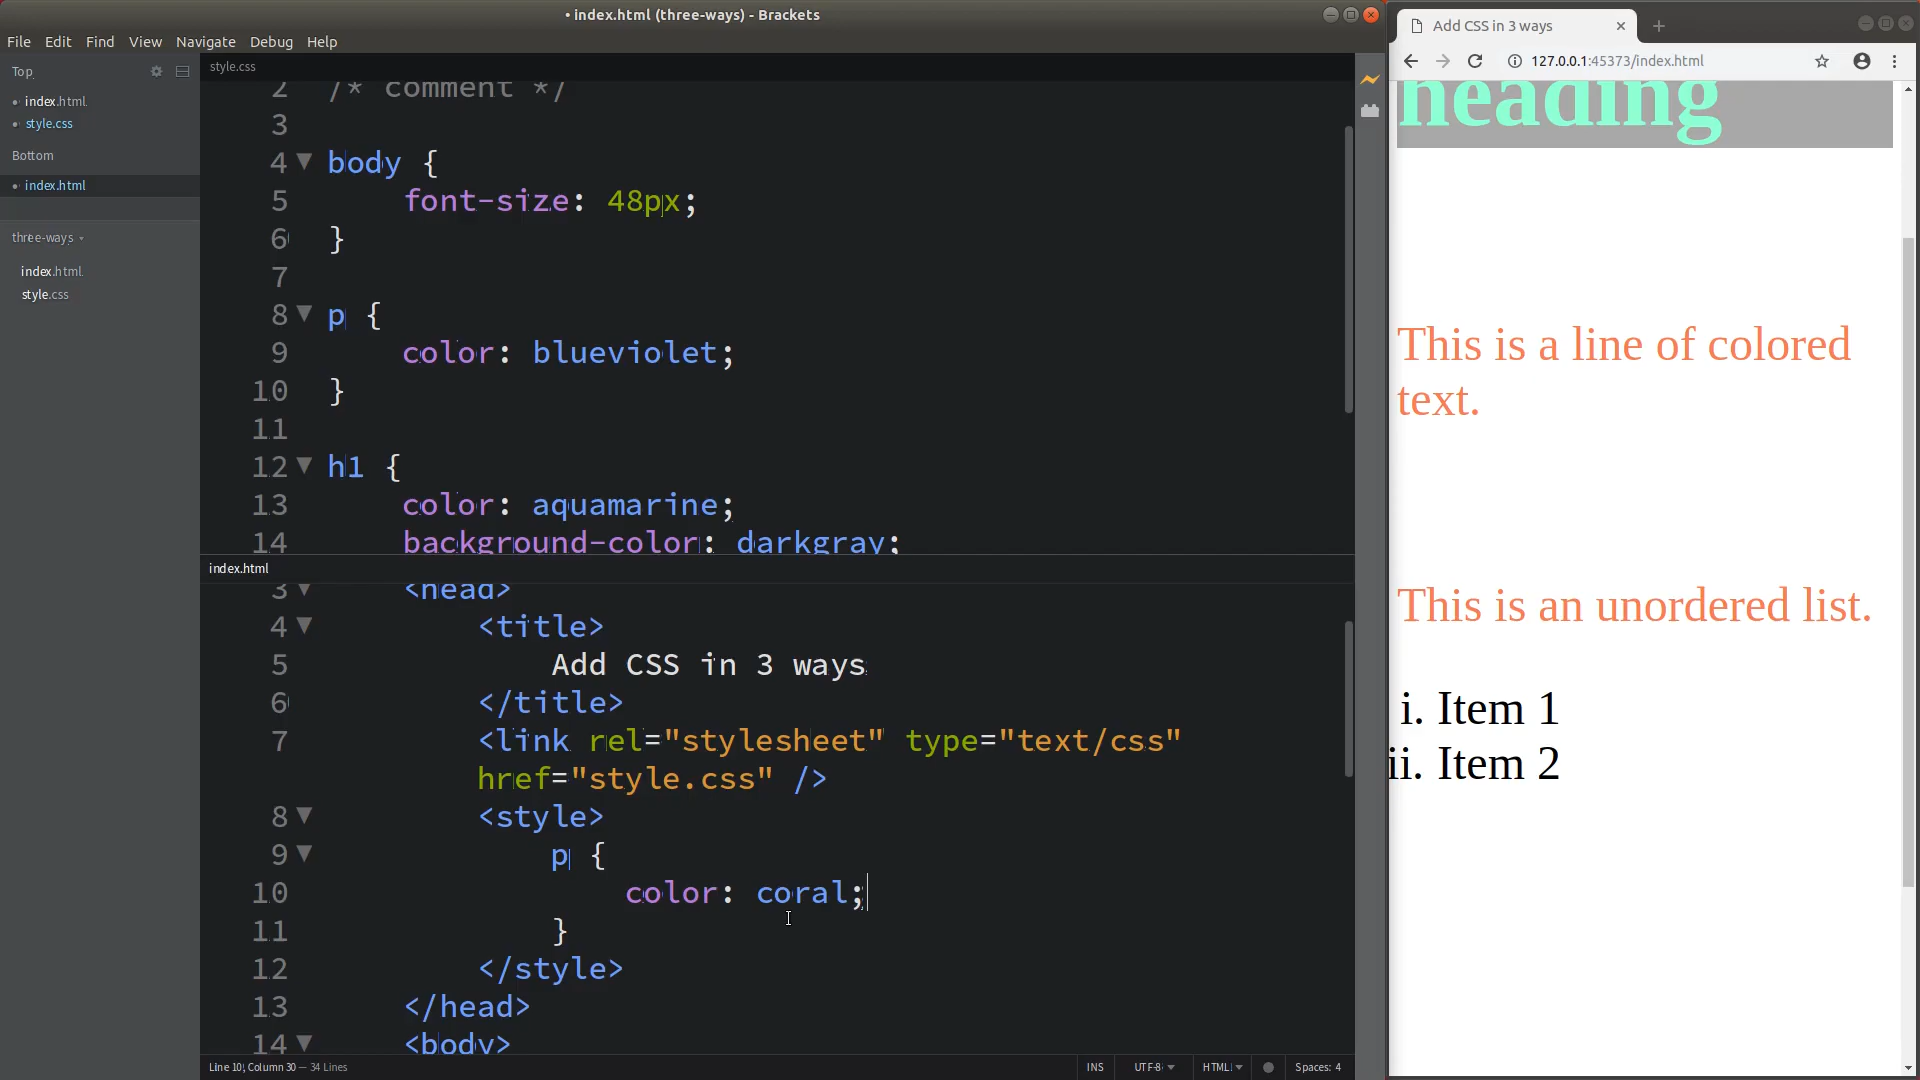 • index.html (three-ways) - Brackets
File Edit Find View Navigate Debug Help
Top
• index.html
• style.css
Bottom
• index.html
three-ways
index.html
style.css
style.css
2 /* comment */
3
4 body {
5 font-size: 48px;
6 }
7
8 p {
9 color: blueviolet;
10 }
11
12 h1 {
13 color: aquamarine;
14 background-color: darkgray;
index.html
3 <head>
4 <title>
5 Add CSS in 3 ways
6 </title>
7 <link rel="stylesheet" type="text/css"
href="style.css" />
8 <style>
9 p {
10 color: coral;
11 }
12 </style>
13 </head>
14 <body>
Line 10, Column 30 — 34 Lines
INS UTF-8 HTML Spaces: 4
Add CSS in 3 ways
127.0.0.1:45373/index.html
heading
This is a line of colored
text.
This is an unordered list.
i. Item 1
ii. Item 2